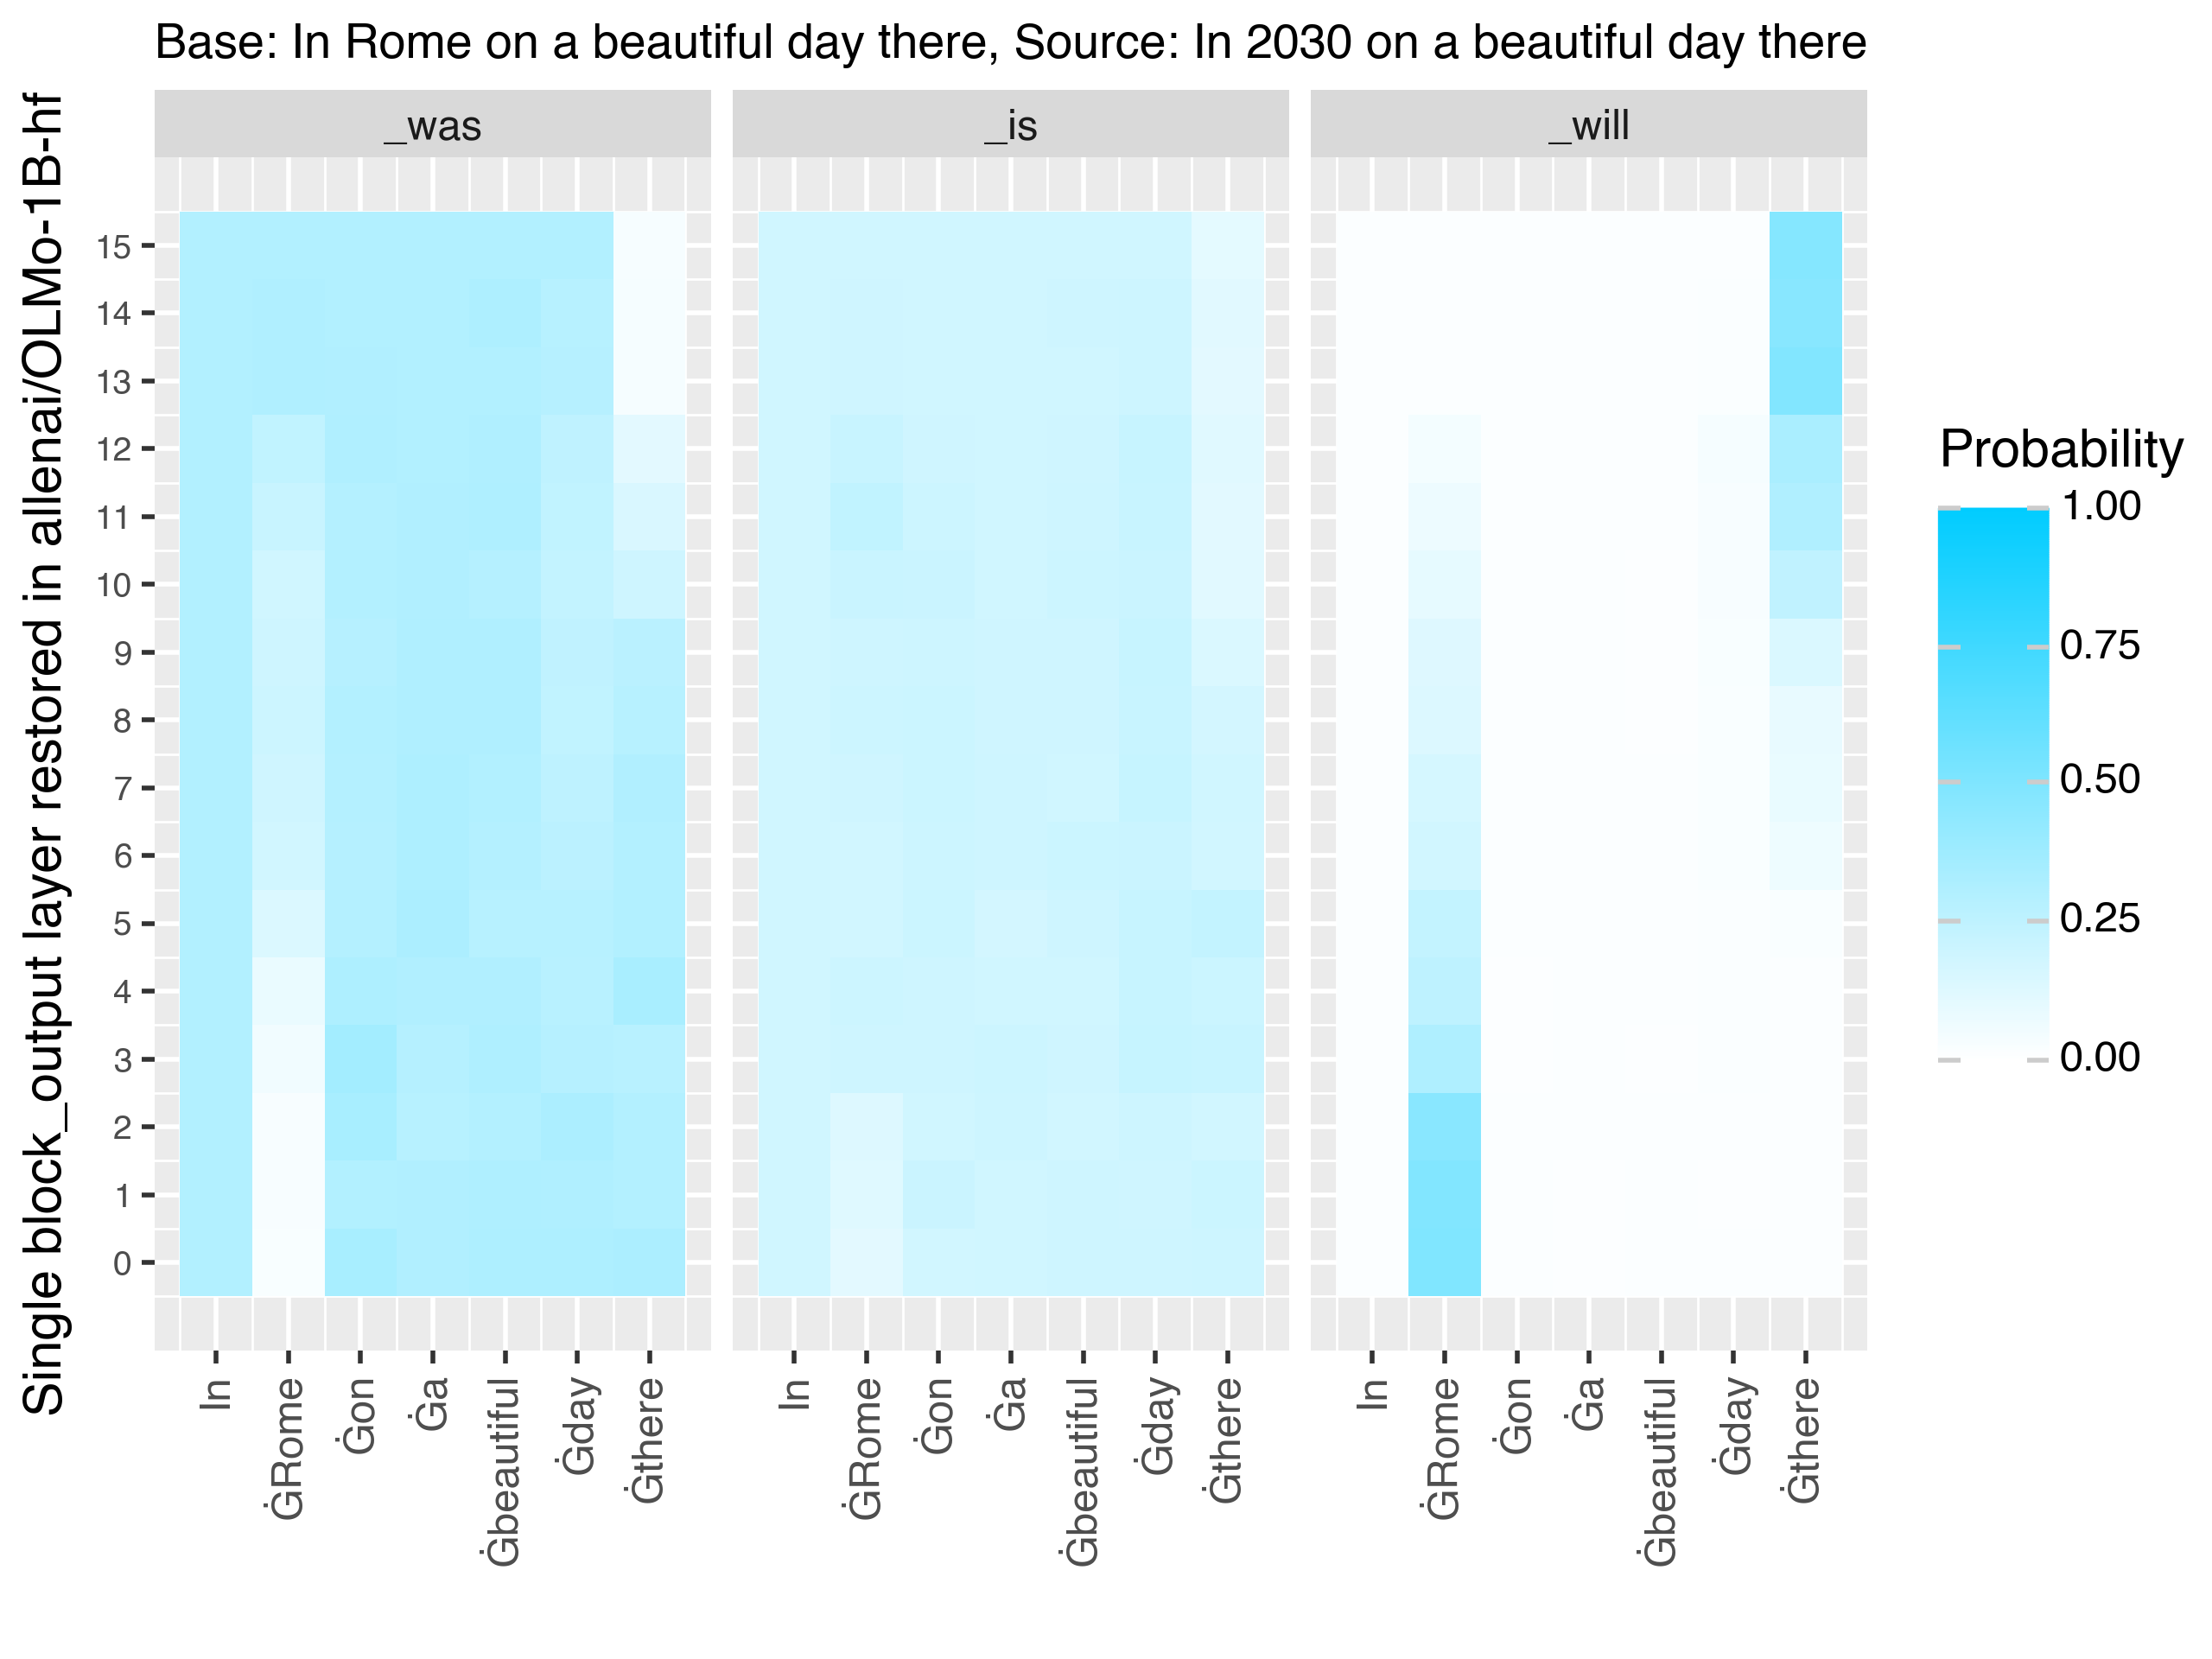 Base: In Rome on a beautiful day there, Source: In 2030 on a beautiful day there
Single block_output layer restored in allenai/OLMo-1B-hf
_was
_is
_will
15
14
13
12
11
10
9
8
7
6
5
4
3
2
1
0
In
ĠRome
Ġon
Ġa
Ġbeautiful
Ġday
Ġthere
In
ĠRome
Ġon
Ġa
Ġbeautiful
Ġday
Ġthere
In
ĠRome
Ġon
Ġa
Ġbeautiful
Ġday
Ġthere
Probability
1.00
0.75
0.50
0.25
0.00